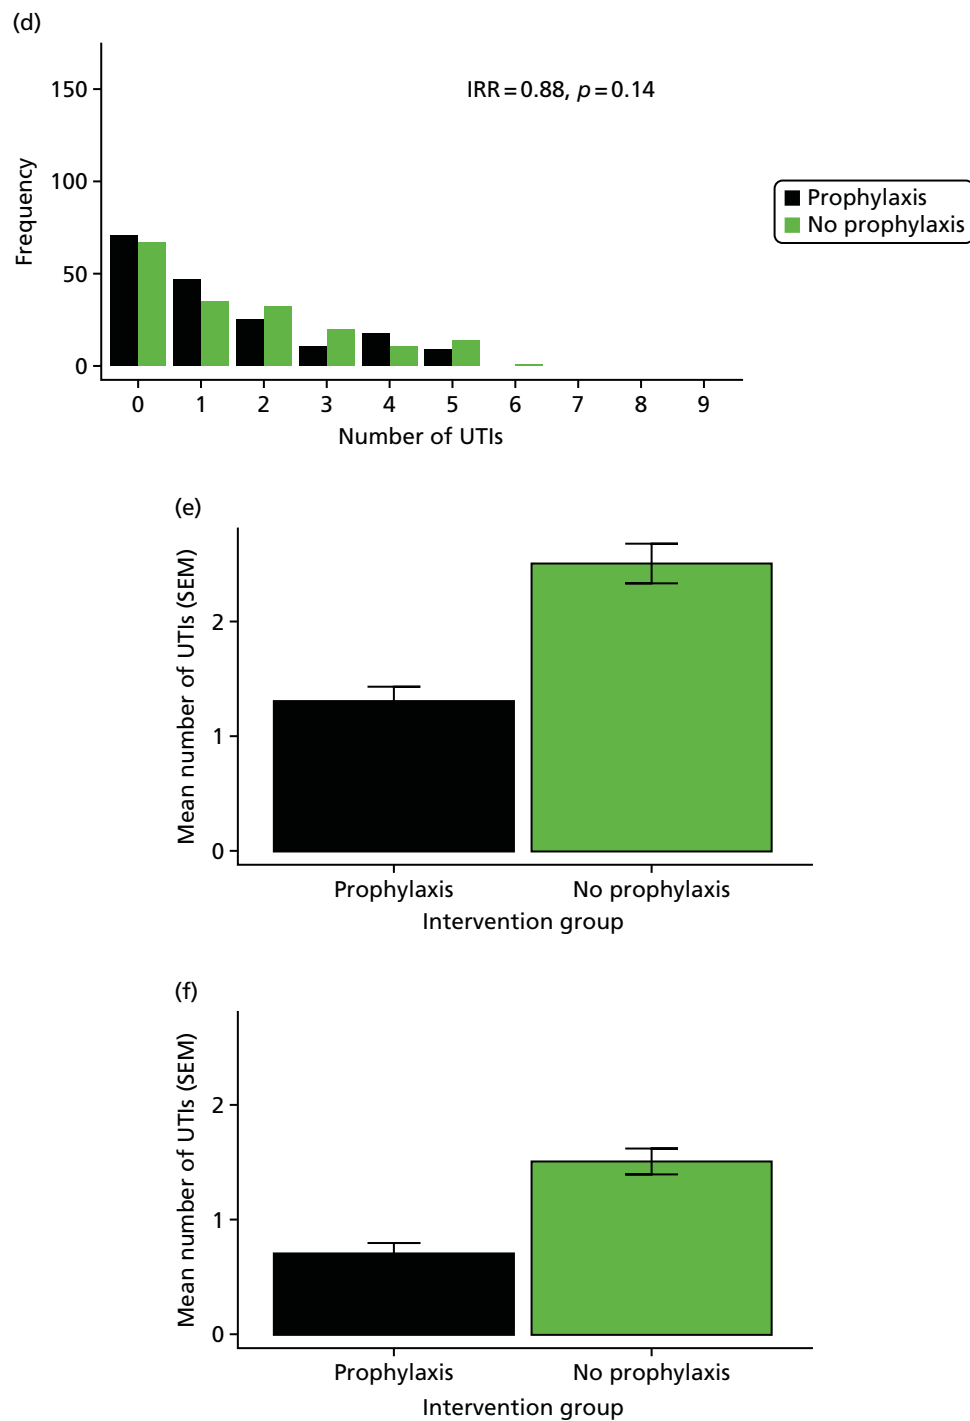 (d)
150
100
50
0
Frequency
IRR=0.88, p=0.14
Prophylaxis
No prophylaxis
0 1 2 3 4 5 6 7 8 9
Number of UTIs
(e)
Mean number of UTIs (SEM)
2
1
0
Prophylaxis No prophylaxis
Intervention group
(f)
Mean number of UTIs (SEM)
2
1
0
Prophylaxis No prophylaxis
Intervention group